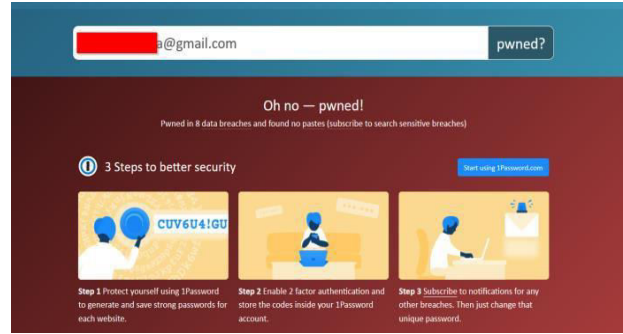 a@gmail.com
pwned?
Oh no — pwned!
Pwned in 8 data breaches and found no pastes (subscribe to search sensitive breaches)
3 Steps to better security
Start using 1Password.com
CUV6U4!GU
Step 1 Protect yourself using 1Password
to generate and save strong passwords for
each website.
Step 2 Enable 2 factor authentication and
store the codes inside your 1Password
account.
Step 3 Subscribe to notifications for any
other breaches. Then just change that
unique password.